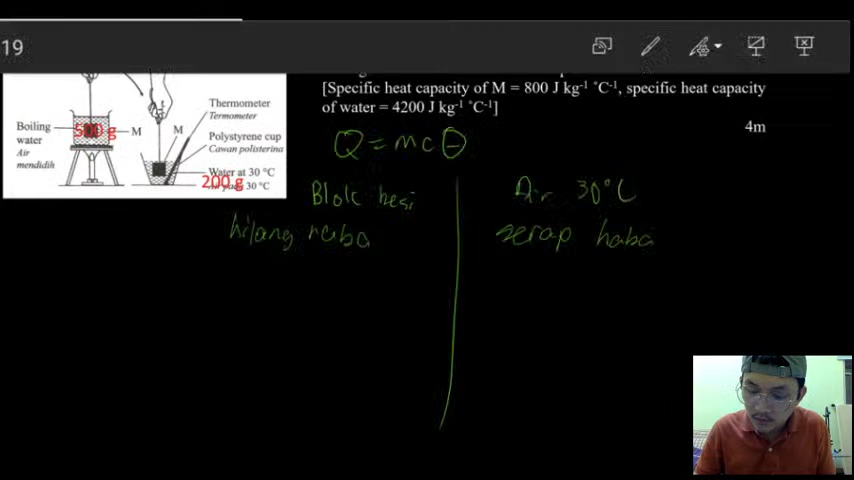 19
[Specific heat capacity of M = 800 J kg⁻¹ ˚C⁻¹, specific heat capacity
of water = 4200 J kg⁻¹ ˚C⁻¹]
4m
Thermometer
Termometer
Polystyrene cup
Cawan polisterina
Water at 30 °C
30 °C
200 g
Boiling
water
Air
mendidih
500 g
M
M
Q = mcθ
Blok besi
hilang haba
Air 30°C
serap haba